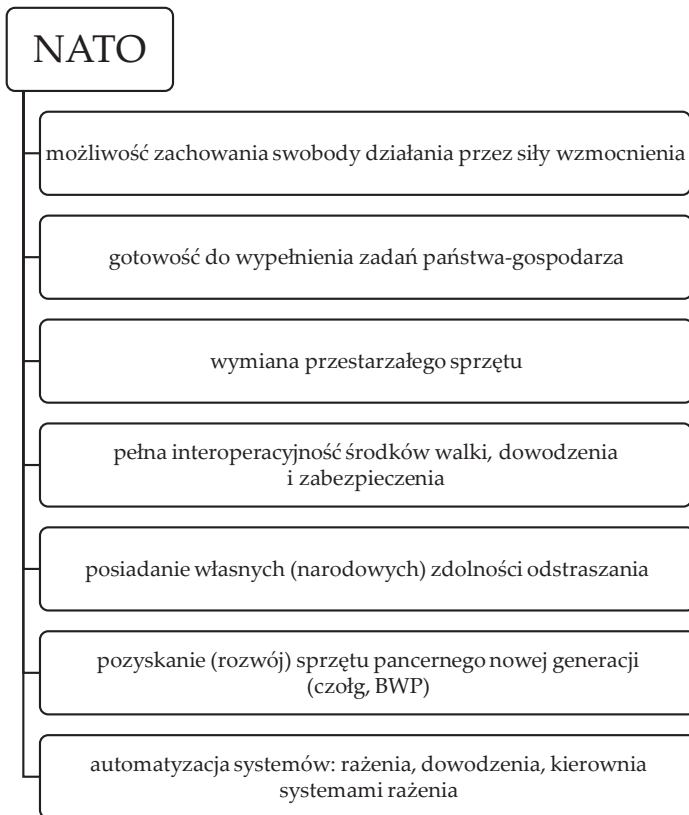 NATO
możliwość zachowania swobody działania przez siły wzmocnienia
gotowość do wypełnienia zadań państwa-gospodarza
wymiana przestarzałego sprzętu
pełna interoperacyjność środków walki, dowodzenia
i zabezpieczenia
posiadanie własnych (narodowych) zdolności odstraszania
pozyskanie (rozwój) sprzętu pancernego nowej generacji
(czołg, BWP)
automatyzacja systemów: rażenia, dowodzenia, kierownia
systemami rażenia